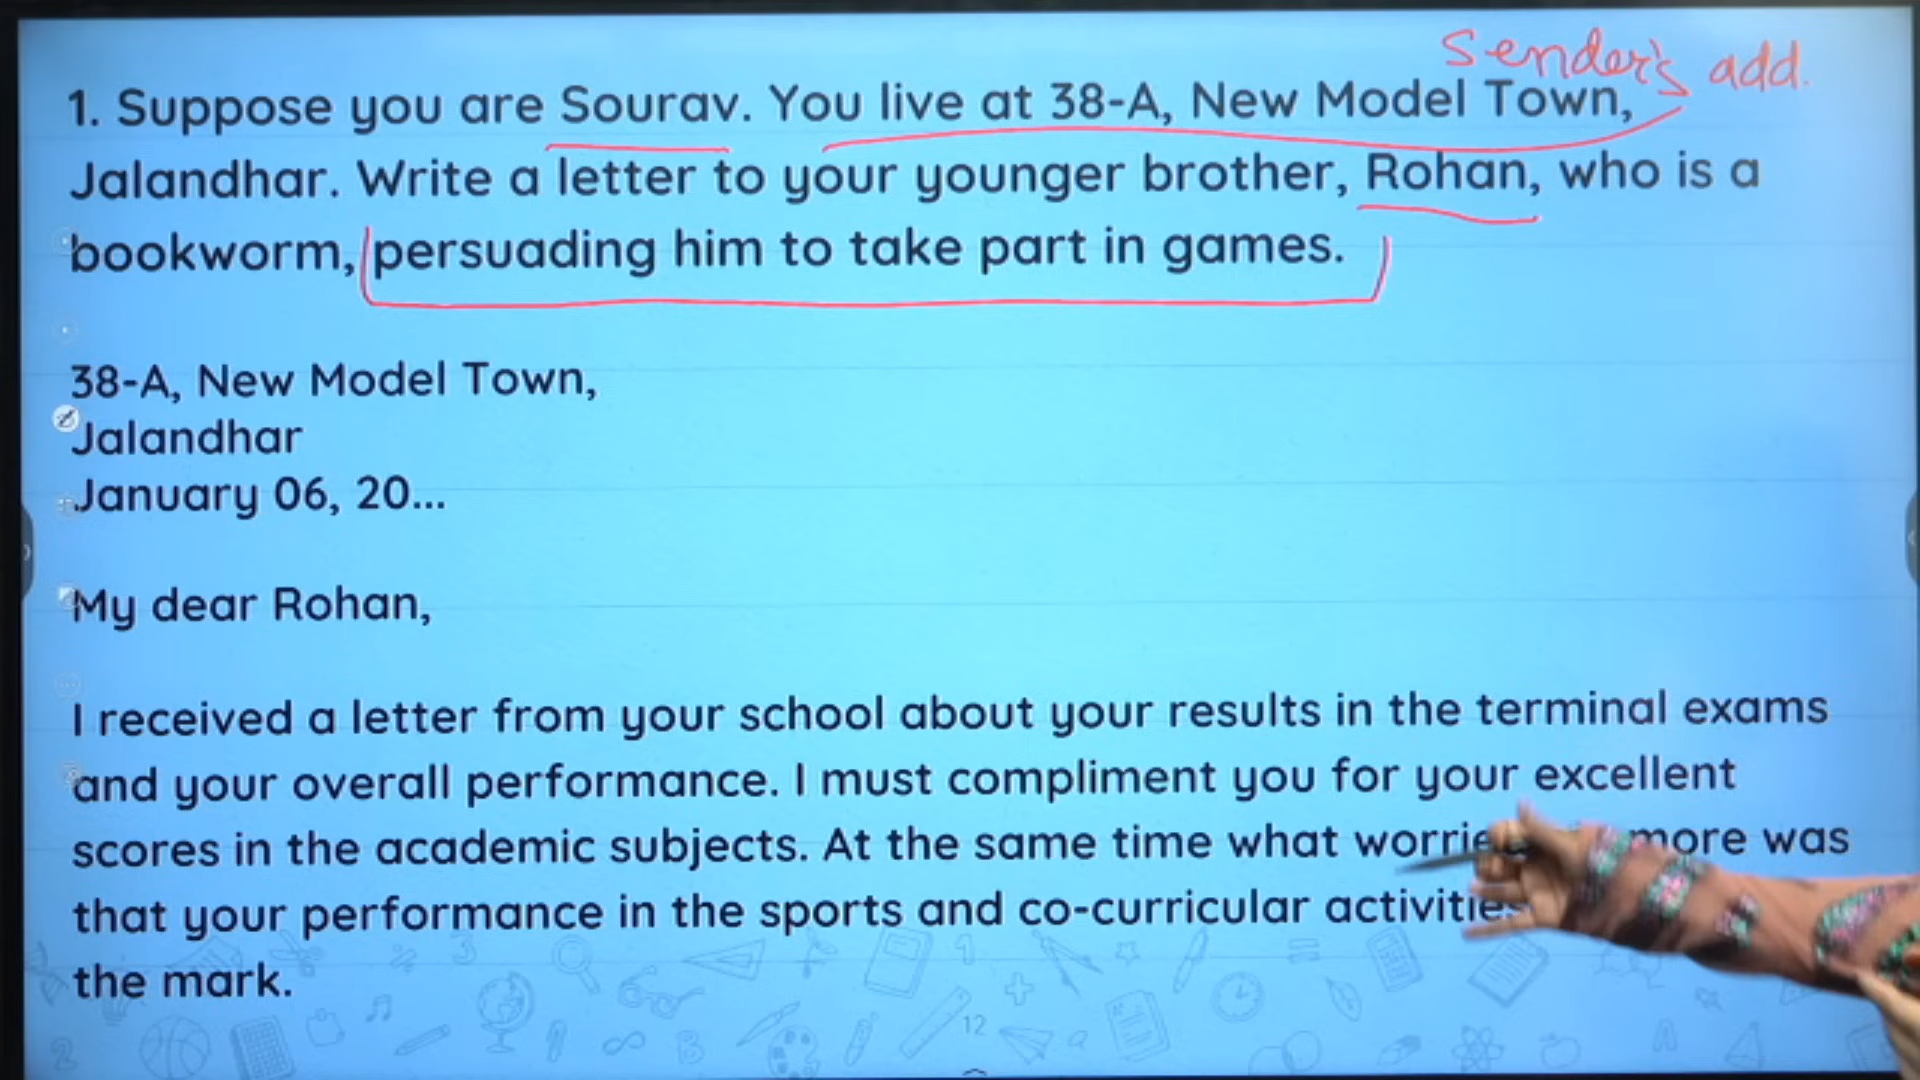 Sender's add.
1. Suppose you are Sourav. You live at 38-A, New Model Town,
Jalandhar. Write a letter to your younger brother, Rohan, who is a
bookworm, persuading him to take part in games.
38-A, New Model Town,
Jalandhar
January 06, 20...
My dear Rohan,
I received a letter from your school about your results in the terminal exams
and your overall performance. I must compliment you for your excellent
scores in the academic subjects. At the same time what more was
that your performance in the sports and co-curricular activities
the mark.
12